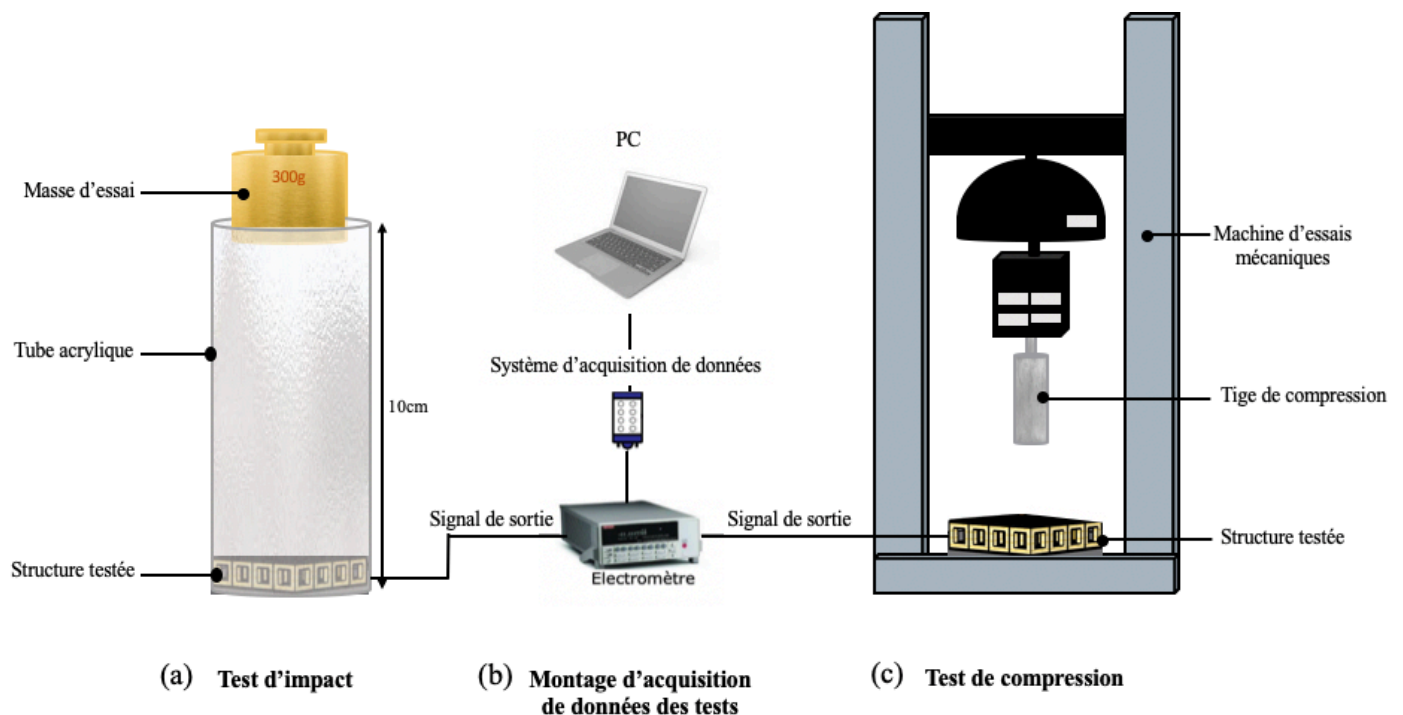 PC
300g
Masse d'essai
Machine d'essais
mécaniques
Tube acrylique
Système d'acquisition de données
10cm
Tige de compression
Signal de sortie
Signal de sortie
Structure testée
Structure testée
Electromètre
(a) Test d'impact
(b) Montage d'acquisition
de données des tests
(c) Test de compression